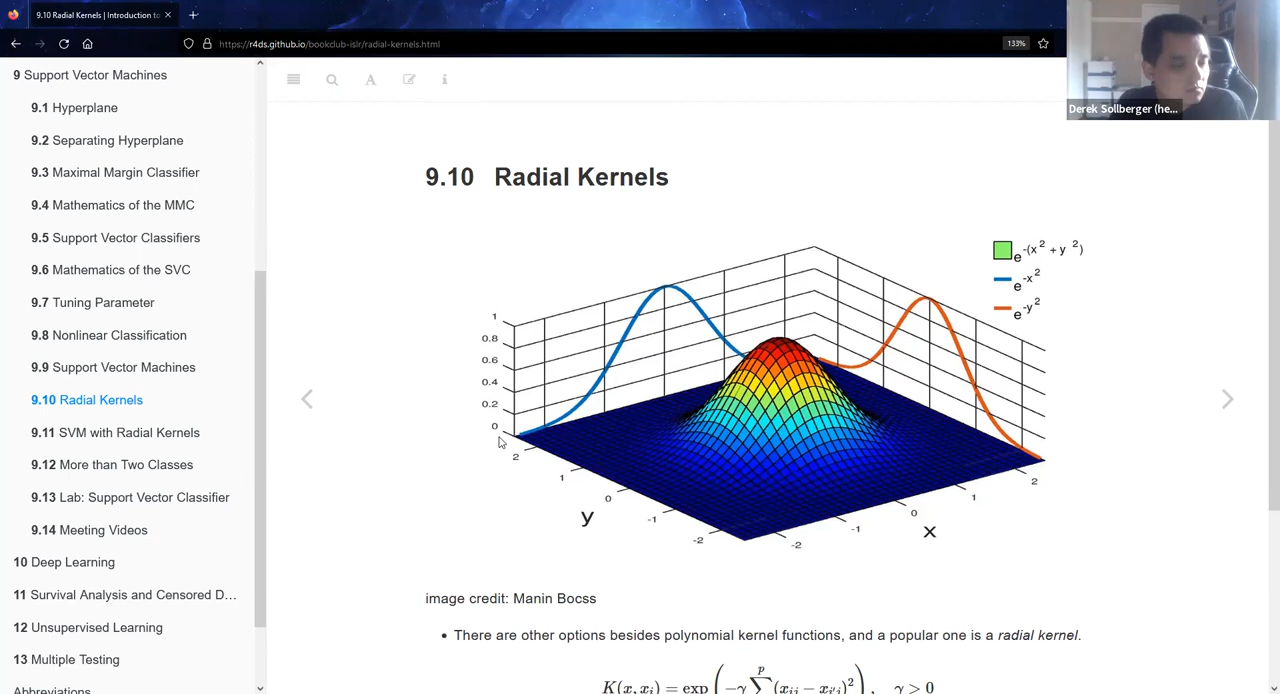 9.10 Radial Kernels | Introduction to
https://r4ds.github.io/bookclub-islr/radial-kernels.html
133%
Derek Sollberger (he...
9 Support Vector Machines
9.1 Hyperplane
9.2 Separating Hyperplane
9.3 Maximal Margin Classifier
9.4 Mathematics of the MMC
9.5 Support Vector Classifiers
9.6 Mathematics of the SVC
9.7 Tuning Parameter
9.8 Nonlinear Classification
9.9 Support Vector Machines
9.10 Radial Kernels
9.11 SVM with Radial Kernels
9.12 More than Two Classes
9.13 Lab: Support Vector Classifier
9.14 Meeting Videos
10 Deep Learning
11 Survival Analysis and Censored D...
12 Unsupervised Learning
13 Multiple Testing
Abbreviations
9.10 Radial Kernels
e^-(x^2 + y^2)
e^-x^2
e^-y^2
1
0.8
0.6
0.4
0.2
0
2
1
0
-1
-2
y
-2
-1
0
1
2
x
image credit: Manin Bocss
• There are other options besides polynomial kernel functions, and a popular one is a radial kernel.
K(x, x_i) = exp(−γ ∑^p (x_ij − x_i′j)^2), γ > 0